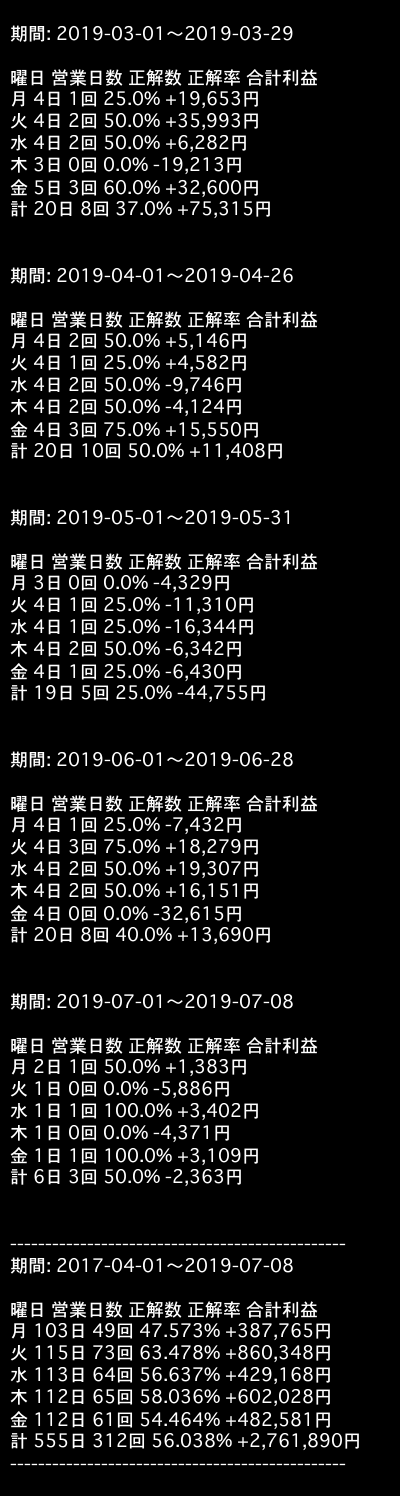 期間: 2019-03-01〜2019-03-29
曜日 営業日数 正解数 正解率 合計利益
月 4日 1回 25.0% +19,653円
火 4日 2回 50.0% +35,993円
水 4日 2回 50.0% +6,282円
木 3日 0回 0.0% -19,213円
金 5日 3回 60.0% +32,600円
計 20日 8回 37.0% +75,315円
期間: 2019-04-01〜2019-04-26
曜日 営業日数 正解数 正解率 合計利益
月 4日 2回 50.0% +5,146円
火 4日 1回 25.0% +4,582円
水 4日 2回 50.0% -9,746円
木 4日 2回 50.0% -4,124円
金 4日 3回 75.0% +15,550円
計 20日 10回 50.0% +11,408円
期間: 2019-05-01〜2019-05-31
曜日 営業日数 正解数 正解率 合計利益
月 3日 0回 0.0% -4,329円
火 4日 1回 25.0% -11,310円
水 4日 1回 25.0% -16,344円
木 4日 2回 50.0% -6,342円
金 4日 1回 25.0% -6,430円
計 19日 5回 25.0% -44,755円
期間: 2019-06-01〜2019-06-28
曜日 営業日数 正解数 正解率 合計利益
月 4日 1回 25.0% -7,432円
火 4日 3回 75.0% +18,279円
水 4日 2回 50.0% +19,307円
木 4日 2回 50.0% +16,151円
金 4日 0回 0.0% -32,615円
計 20日 8回 40.0% +13,690円
期間: 2019-07-01〜2019-07-08
曜日 営業日数 正解数 正解率 合計利益
月 2日 1回 50.0% +1,383円
火 1日 0回 0.0% -5,886円
水 1日 1回 100.0% +3,402円
木 1日 0回 0.0% -4,371円
金 1日 1回 100.0% +3,109円
計 6日 3回 50.0% -2,363円
------------------------------------------------
期間: 2017-04-01〜2019-07-08
曜日 営業日数 正解数 正解率 合計利益
月 103日 49回 47.573% +387,765円
火 115日 73回 63.478% +860,348円
水 113日 64回 56.637% +429,168円
木 112日 65回 58.036% +602,028円
金 112日 61回 54.464% +482,581円
計 555日 312回 56.038% +2,761,890円
------------------------------------------------